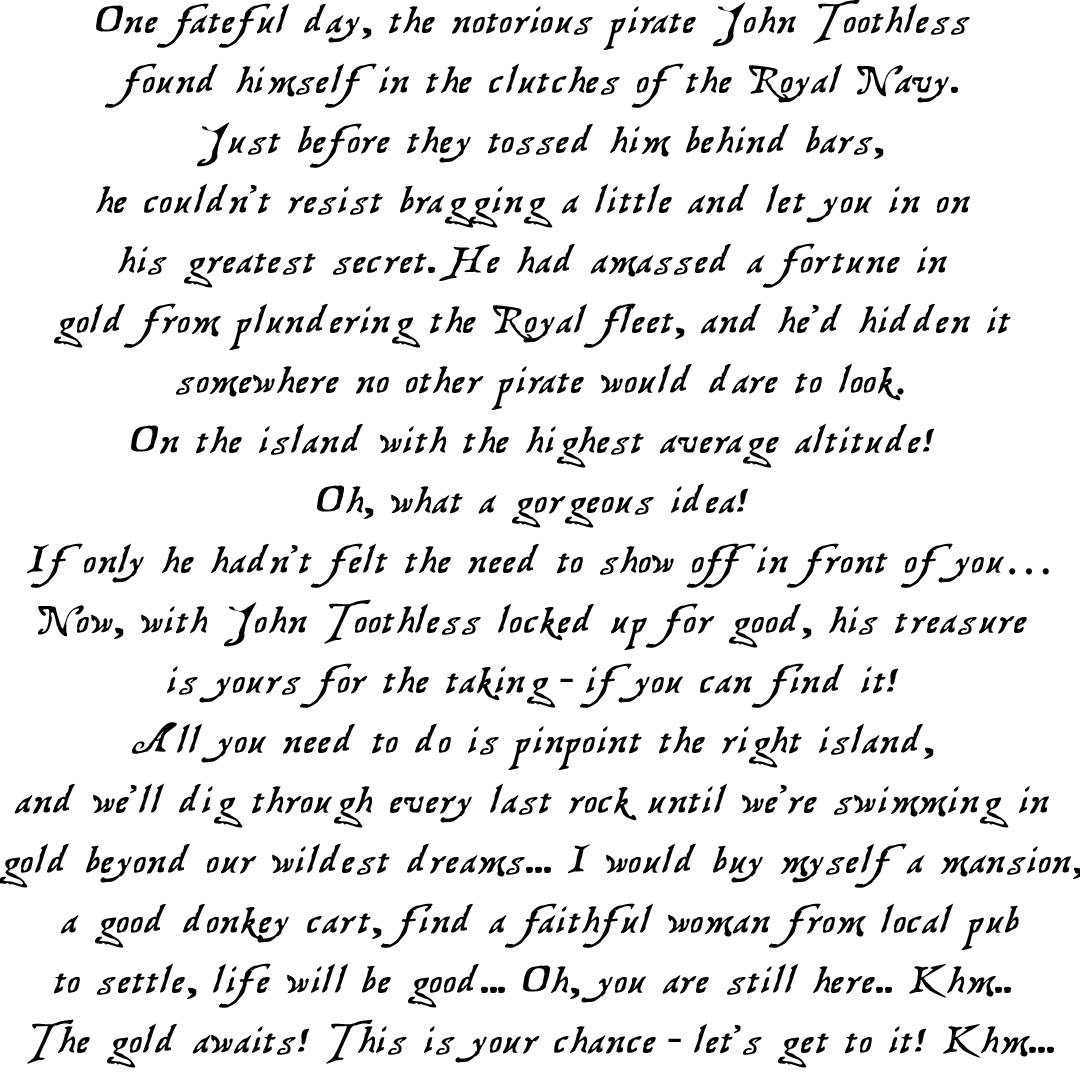 One fateful day, the notorious pirate John Toothless
found himself in the clutches of the Royal Navy.
Just before they tossed him behind bars,
he couldn't resist bragging a little and let you in on
his greatest secret. He had amassed a fortune in
gold from plundering the Royal fleet, and he'd hidden it
somewhere no other pirate would dare to look.
On the island with the highest average altitude!
Oh, what a gorgeous idea!
If only he hadn't felt the need to show off in front of you...
Now, with John Toothless locked up for good, his treasure
is yours for the taking - if you can find it!
All you need to do is pinpoint the right island,
and we'll dig through every last rock until we're swimming in
gold beyond our wildest dreams... I would buy myself a mansion,
a good donkey cart, find a faithful woman from local pub
to settle, life will be good... Oh, you are still here.. Khm..
The gold awaits! This is your chance - let's get to it! Khm...